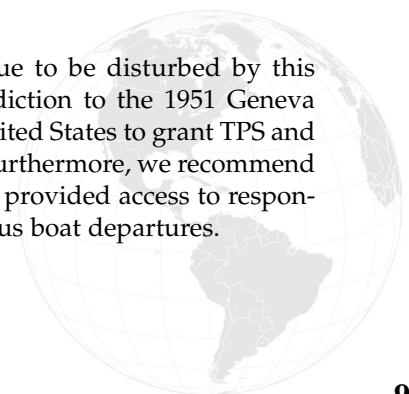 ue to be disturbed by this
diction to the 1951 Geneva
ited States to grant TPS and
urthermore, we recommend
provided access to respon-
us boat departures.
9